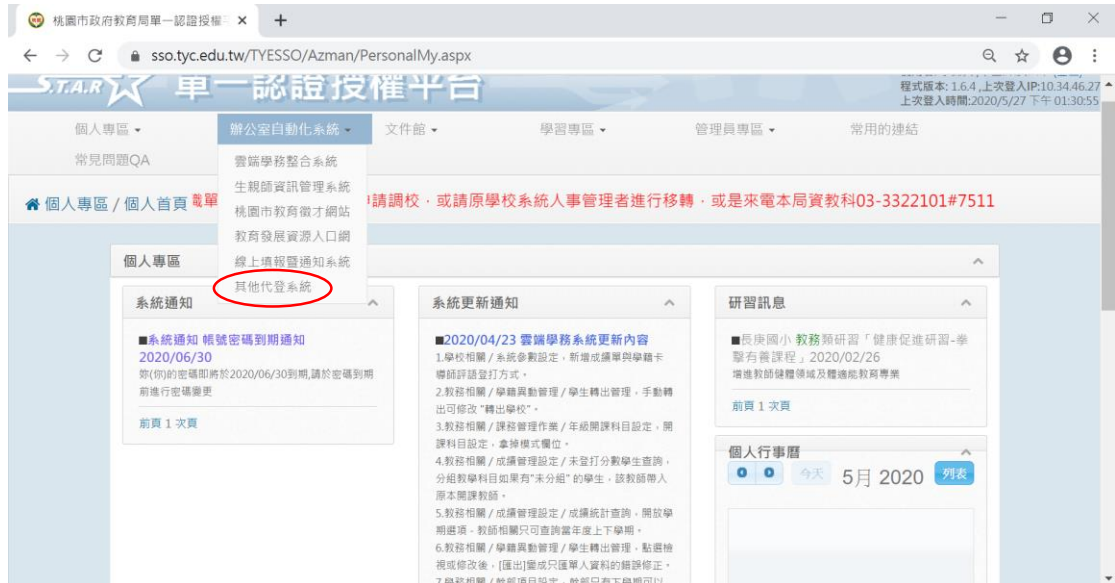 桃園市政府教育局單一認證授權
sso.tyc.edu.tw/TYESSO/Azman/PersonalMy.aspx
S.T.A.R 單一認證授權平台
程式版本: 1.6.4 ,上次登入IP:10.34.46.27
上次登入時間:2020/5/27 下午 01:30:55
個人專區 辦公室自動化系統 文件館 學習專區 管理員專區 常用的連結
常見問題QA
雲端學務整合系統
生親師資訊管理系統
桃園市教育徵才網站
教育發展資源入口網
線上填報暨通知系統
其他代登系統
個人專區 / 個人首頁 單 申請調校，或請原學校系統人事管理者進行移轉，或是來電本局資教科03-3322101#7511
個人專區
系統通知
■系統通知 帳號密碼到期通知
2020/06/30
妳(你)的密碼即將於2020/06/30到期,請於密碼到期
前進行密碼變更
前頁 1 次頁
系統更新通知
■2020/04/23 雲端學務系統更新內容
1.學校相關 / 系統參數設定，新增成績單與學籍卡
導師評語登打方式。
2.教務相關 / 學籍異動管理 / 學生轉出管理，手動轉
出可修改 "轉出學校"。
3.教務相關 / 課務管理作業 / 年級開課科目設定，開
課科目設定，拿掉模式欄位。
4.教務相關 / 成績管理設定 / 未登打分數學生查詢，
分組教學科目如果有"未分組" 的學生，該教師帶入
原本開課教師。
5.教務相關 / 成績管理設定 / 成績統計查詢，開放學
期選項，教師相關只可查詢當年度上下學期。
6.教務相關 / 學籍異動管理 / 學生轉出管理，點選檢
視或修改後，[匯出]變成只匯單人資料的錯誤修正。
7.學務相關 / 幹部項目設定，幹部只有下學期可以
研習訊息
■長庚國小 教務類研習「健康促進研習-拳
擊有善課程」2020/02/26
增進教師健體領域及體適能教育專業
前頁 1 次頁
個人行事曆
今天 5月 2020 列表